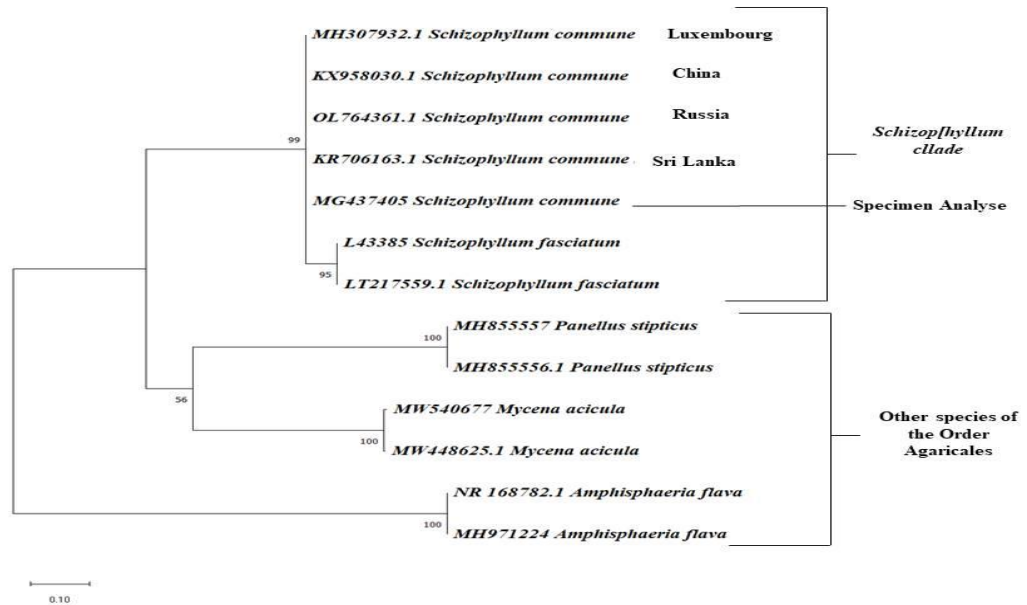 MH307932.1 Schizophyllum commune Luxembourg
KX958030.1 Schizophyllum commune China
OL764361.1 Schizophyllum commune Russia
99
Schizop[hyllum
cllade
KR706163.1 Schizophyllum commune Sri Lanka
MG437405 Schizophyllum commune Specimen Analyse
L43385 Schizophyllum fasciatum
95
LT217559.1 Schizophyllum fasciatum
MH855557 Panellus stipticus
100
MH855556.1 Panellus stipticus
56
MW540677 Mycena acicula
100
MW448625.1 Mycena acicula
Other species of
the Order
Agaricales
NR 168782.1 Amphisphaeria flava
100
MH971224 Amphisphaeria flava
0.10